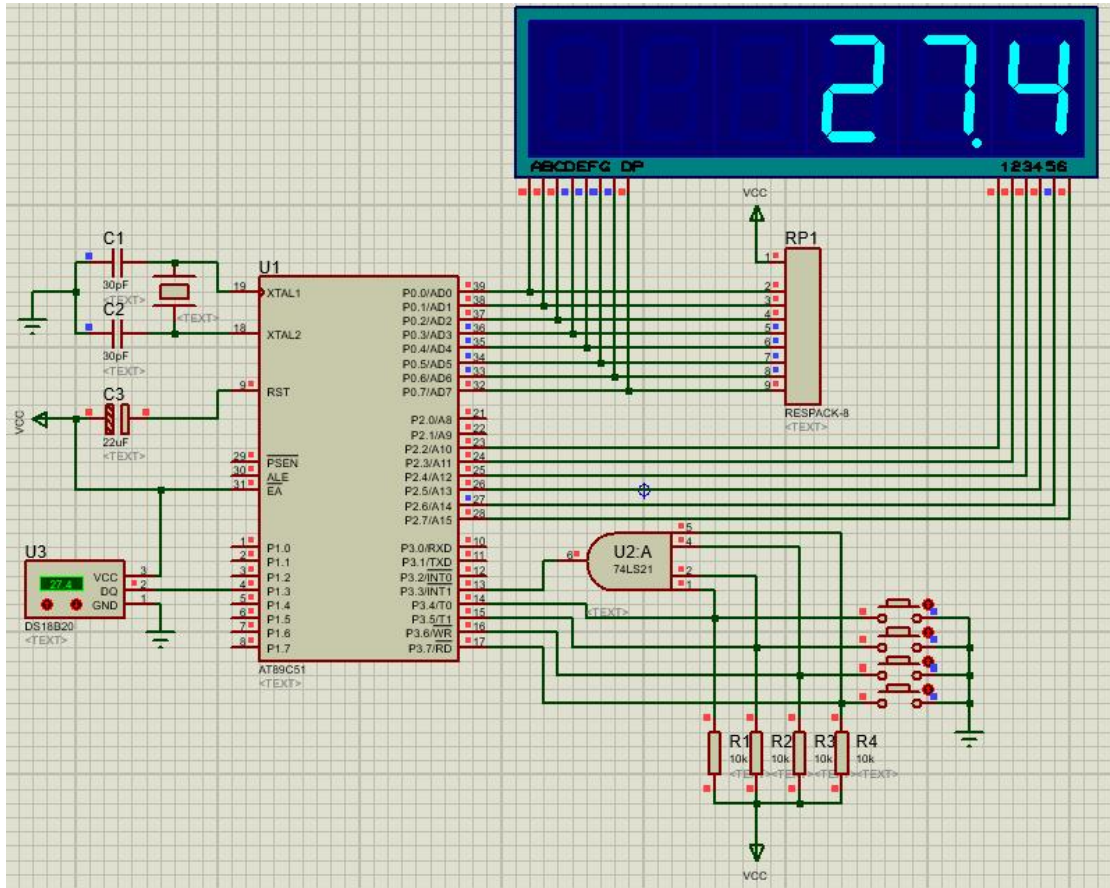 27.4
ABCDEFG DP
123456
VCC
RP1
1
2
3
4
5
6
7
8
9
RESPACK-8
<TEXT>
C1
30pF
<TEXT>
C2
30pF
<TEXT>
<TEXT>
C3
22uF
<TEXT>
VCC
U1
19 XTAL1
18 XTAL2
9 RST
29 PSEN
30 ALE
31 EA
1 P1.0
2 P1.1
3 P1.2
4 P1.3
5 P1.4
6 P1.5
7 P1.6
8 P1.7
P0.0/AD0 39
P0.1/AD1 38
P0.2/AD2 37
P0.3/AD3 36
P0.4/AD4 35
P0.5/AD5 34
P0.6/AD6 33
P0.7/AD7 32
P2.0/A8 21
P2.1/A9 22
P2.2/A10 23
P2.3/A11 24
P2.4/A12 25
P2.5/A13 26
P2.6/A14 27
P2.7/A15 28
P3.0/RXD 10
P3.1/TXD 11
P3.2/INT0 12
P3.3/INT1 13
P3.4/T0 14
P3.5/T1 15
P3.6/WR 16
P3.7/RD 17
AT89C51
<TEXT>
U3
27.4
VCC 3
DQ 2
GND 1
DS18B20
<TEXT>
U2:A
74LS21
6
5
4
2
1
<TEXT>
R1
10k
<TEXT>
R2
10k
<TEXT>
R3
10k
<TEXT>
R4
10k
<TEXT>
VCC